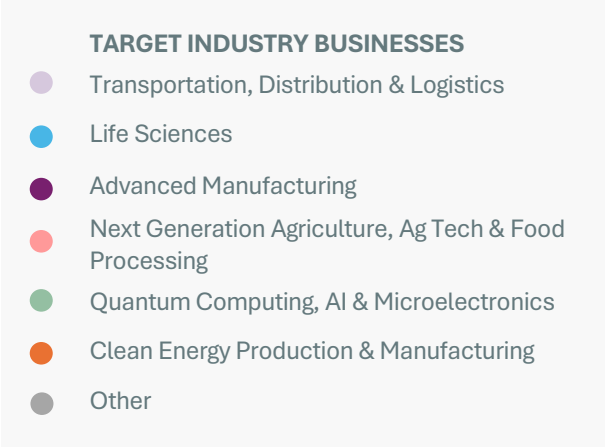 TARGET INDUSTRY BUSINESSES
Transportation, Distribution & Logistics
Life Sciences
Advanced Manufacturing
Next Generation Agriculture, Ag Tech & Food
Processing
Quantum Computing, AI & Microelectronics
Clean Energy Production & Manufacturing
Other